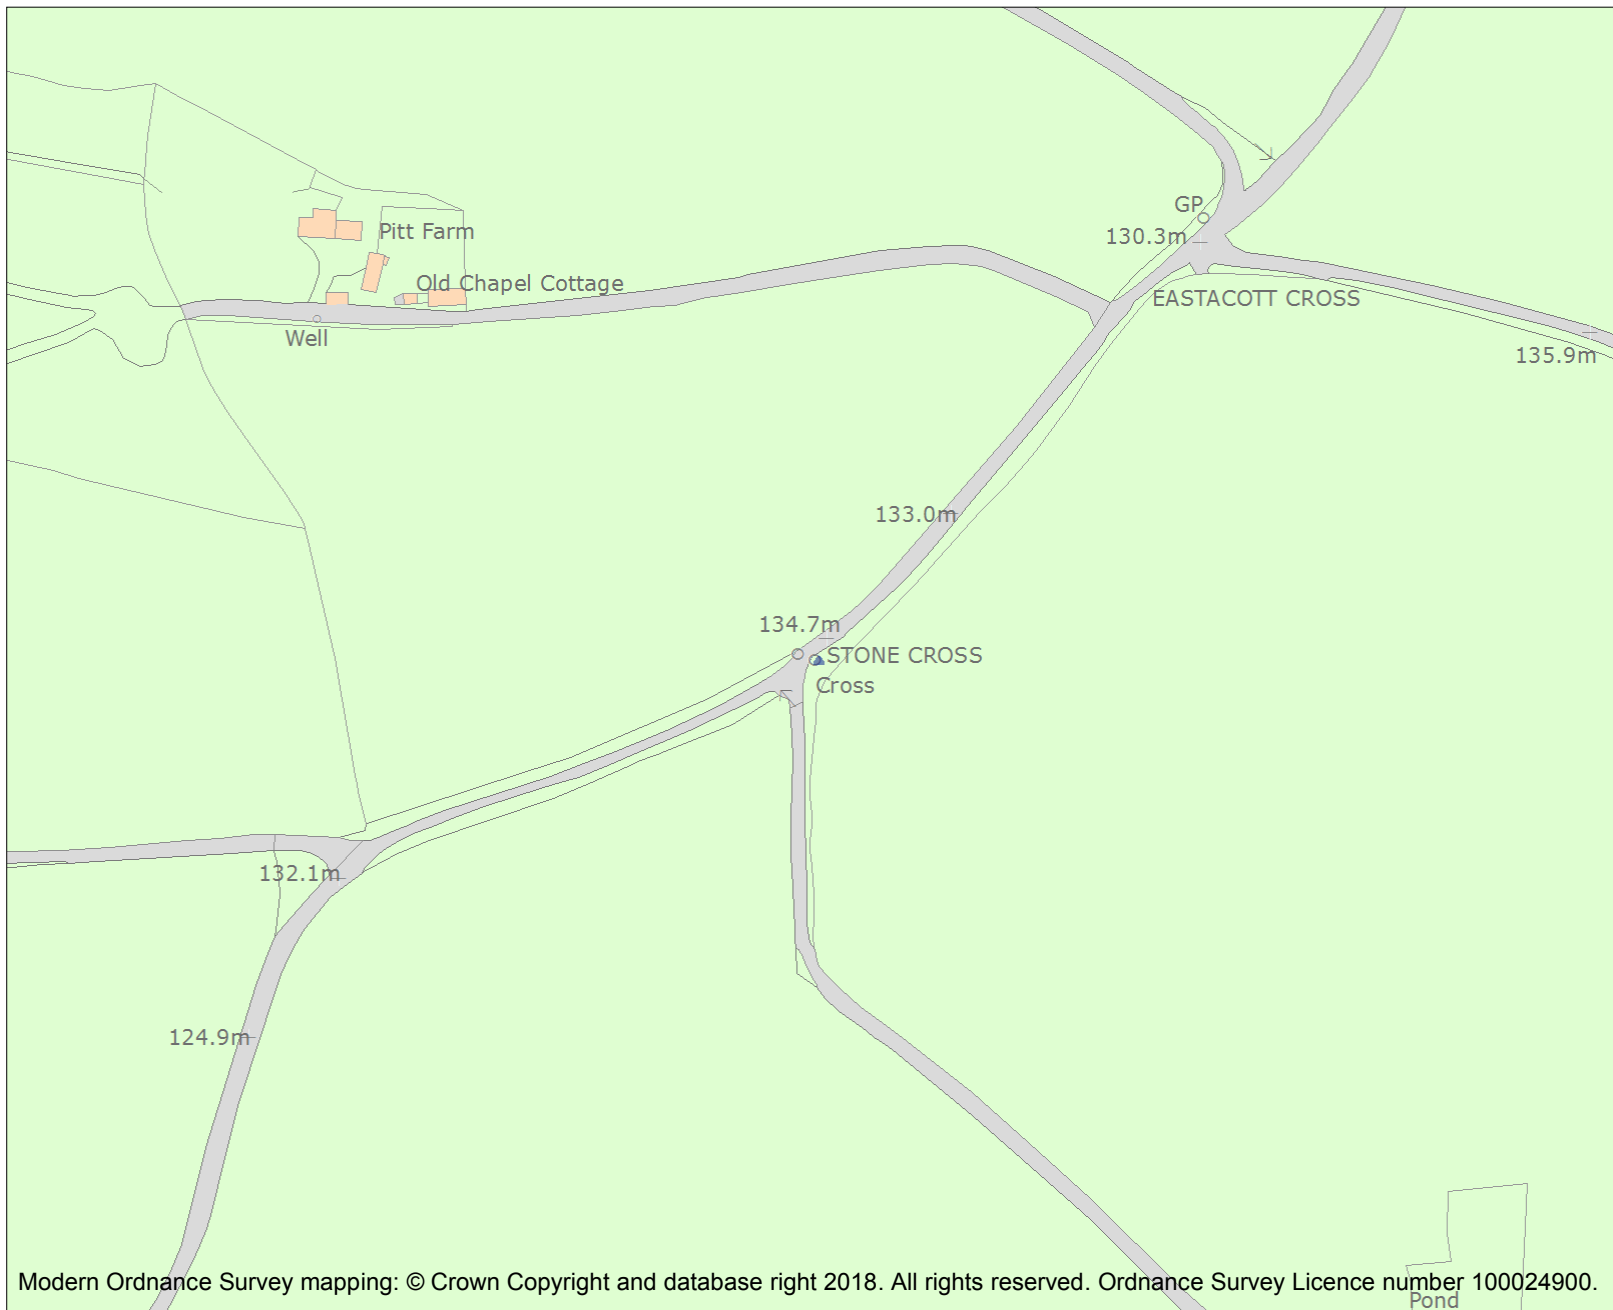 GP
130.3m
Pitt Farm
Old Chapel Cottage
EASTACOTT CROSS
Well
135.9m
133.0m
134.7m
STONE CROSS
Cross
132.1m
124.9m
Modern Ordnance Survey mapping: © Crown Copyright and database right 2018. All rights reserved. Ordnance Survey Licence number 100024900.
Pond